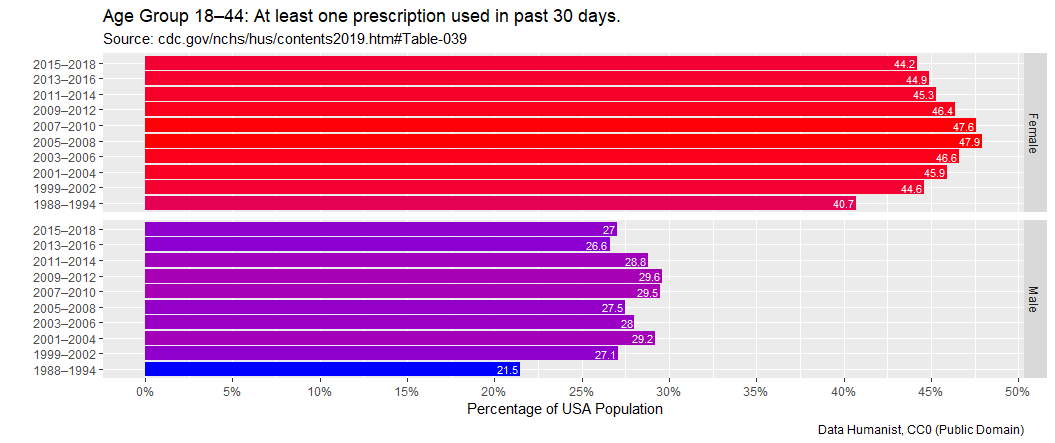 Age Group 18–44: At least one prescription used in past 30 days.
Source: cdc.gov/nchs/hus/contents2019.htm#Table-039
2015–2018 44.2
2013–2016 44.9
2011–2014 45.3
2009–2012 46.4
2007–2010 47.6
2005–2008 47.9
2003–2006 46.6
2001–2004 45.9
1999–2002 44.6
1988–1994 40.7
Female
2015–2018 27
2013–2016 26.6
2011–2014 28.8
2009–2012 29.6
2007–2010 29.5
2005–2008 27.5
2003–2006 28
2001–2004 29.2
1999–2002 27.1
1988–1994 21.5
Male
0% 5% 10% 15% 20% 25% 30% 35% 40% 45% 50%
Percentage of USA Population
Data Humanist, CC0 (Public Domain)